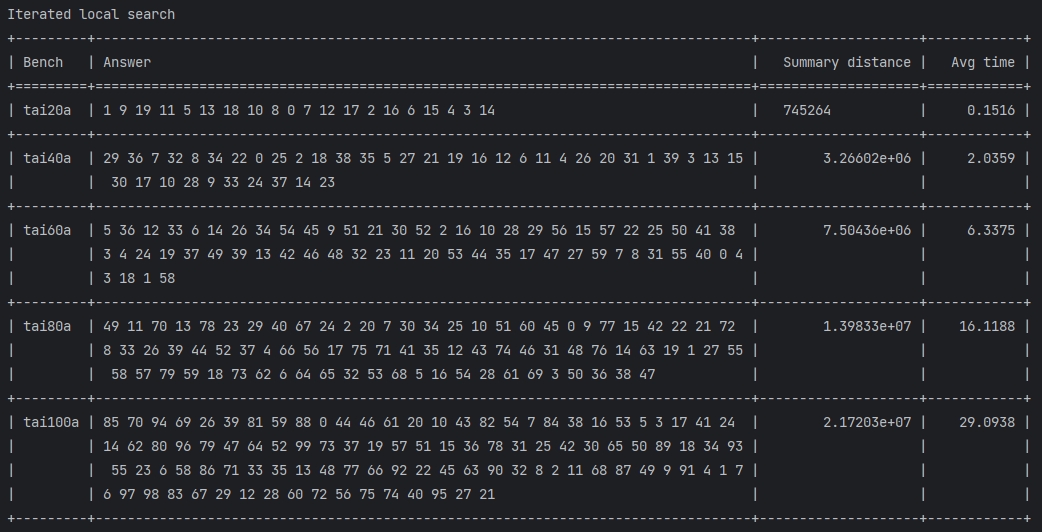 Iterated local search
+---------+----------------------------------------------------------------------------------+--------------------+------------+
| Bench   | Answer                                                                           |   Summary distance |   Avg time |
+=========+==================================================================================+====================+============+
| tai20a  | 1 9 19 11 5 13 18 10 8 0 7 12 17 2 16 6 15 4 3 14                                |   745264           |     0.1516 |
+---------+----------------------------------------------------------------------------------+--------------------+------------+
| tai40a  | 29 36 7 32 8 34 22 0 25 2 18 38 35 5 27 21 19 16 12 6 11 4 26 20 31 1 39 3 13 15 |        3.26602e+06 |     2.0359 |
|         |  30 17 10 28 9 33 24 37 14 23                                                    |                    |            |
+---------+----------------------------------------------------------------------------------+--------------------+------------+
| tai60a  | 5 36 12 33 6 14 26 34 54 45 9 51 21 30 52 2 16 10 28 29 56 15 57 22 25 50 41 38  |        7.50436e+06 |     6.3375 |
|         | 3 4 24 19 37 49 39 13 42 46 48 32 23 11 20 53 44 35 17 47 27 59 7 8 31 55 40 0 4 |                    |            |
|         | 3 18 1 58                                                                        |                    |            |
+---------+----------------------------------------------------------------------------------+--------------------+------------+
| tai80a  | 49 11 70 13 78 23 29 40 67 24 2 20 7 30 34 25 10 51 60 45 0 9 77 15 42 22 21 72  |        1.39833e+07 |    16.1188 |
|         | 8 33 26 39 44 52 37 4 66 56 17 75 71 41 35 12 43 74 46 31 48 76 14 63 19 1 27 55 |                    |            |
|         |  58 57 79 59 18 73 62 6 64 65 32 53 68 5 16 54 28 61 69 3 50 36 38 47            |                    |            |
+---------+----------------------------------------------------------------------------------+--------------------+------------+
| tai100a | 85 70 94 69 26 39 81 59 88 0 44 46 61 20 10 43 82 54 7 84 38 16 53 5 3 17 41 24  |        2.17203e+07 |    29.0938 |
|         | 14 62 80 96 79 47 64 52 99 73 37 19 57 51 15 36 78 31 25 42 30 65 50 89 18 34 93 |                    |            |
|         |  55 23 6 58 86 71 33 35 13 48 77 66 92 22 45 63 90 32 8 2 11 68 87 49 9 91 4 1 7 |                    |            |
|         | 6 97 98 83 67 29 12 28 60 72 56 75 74 40 95 27 21                                |                    |            |
+---------+----------------------------------------------------------------------------------+--------------------+------------+